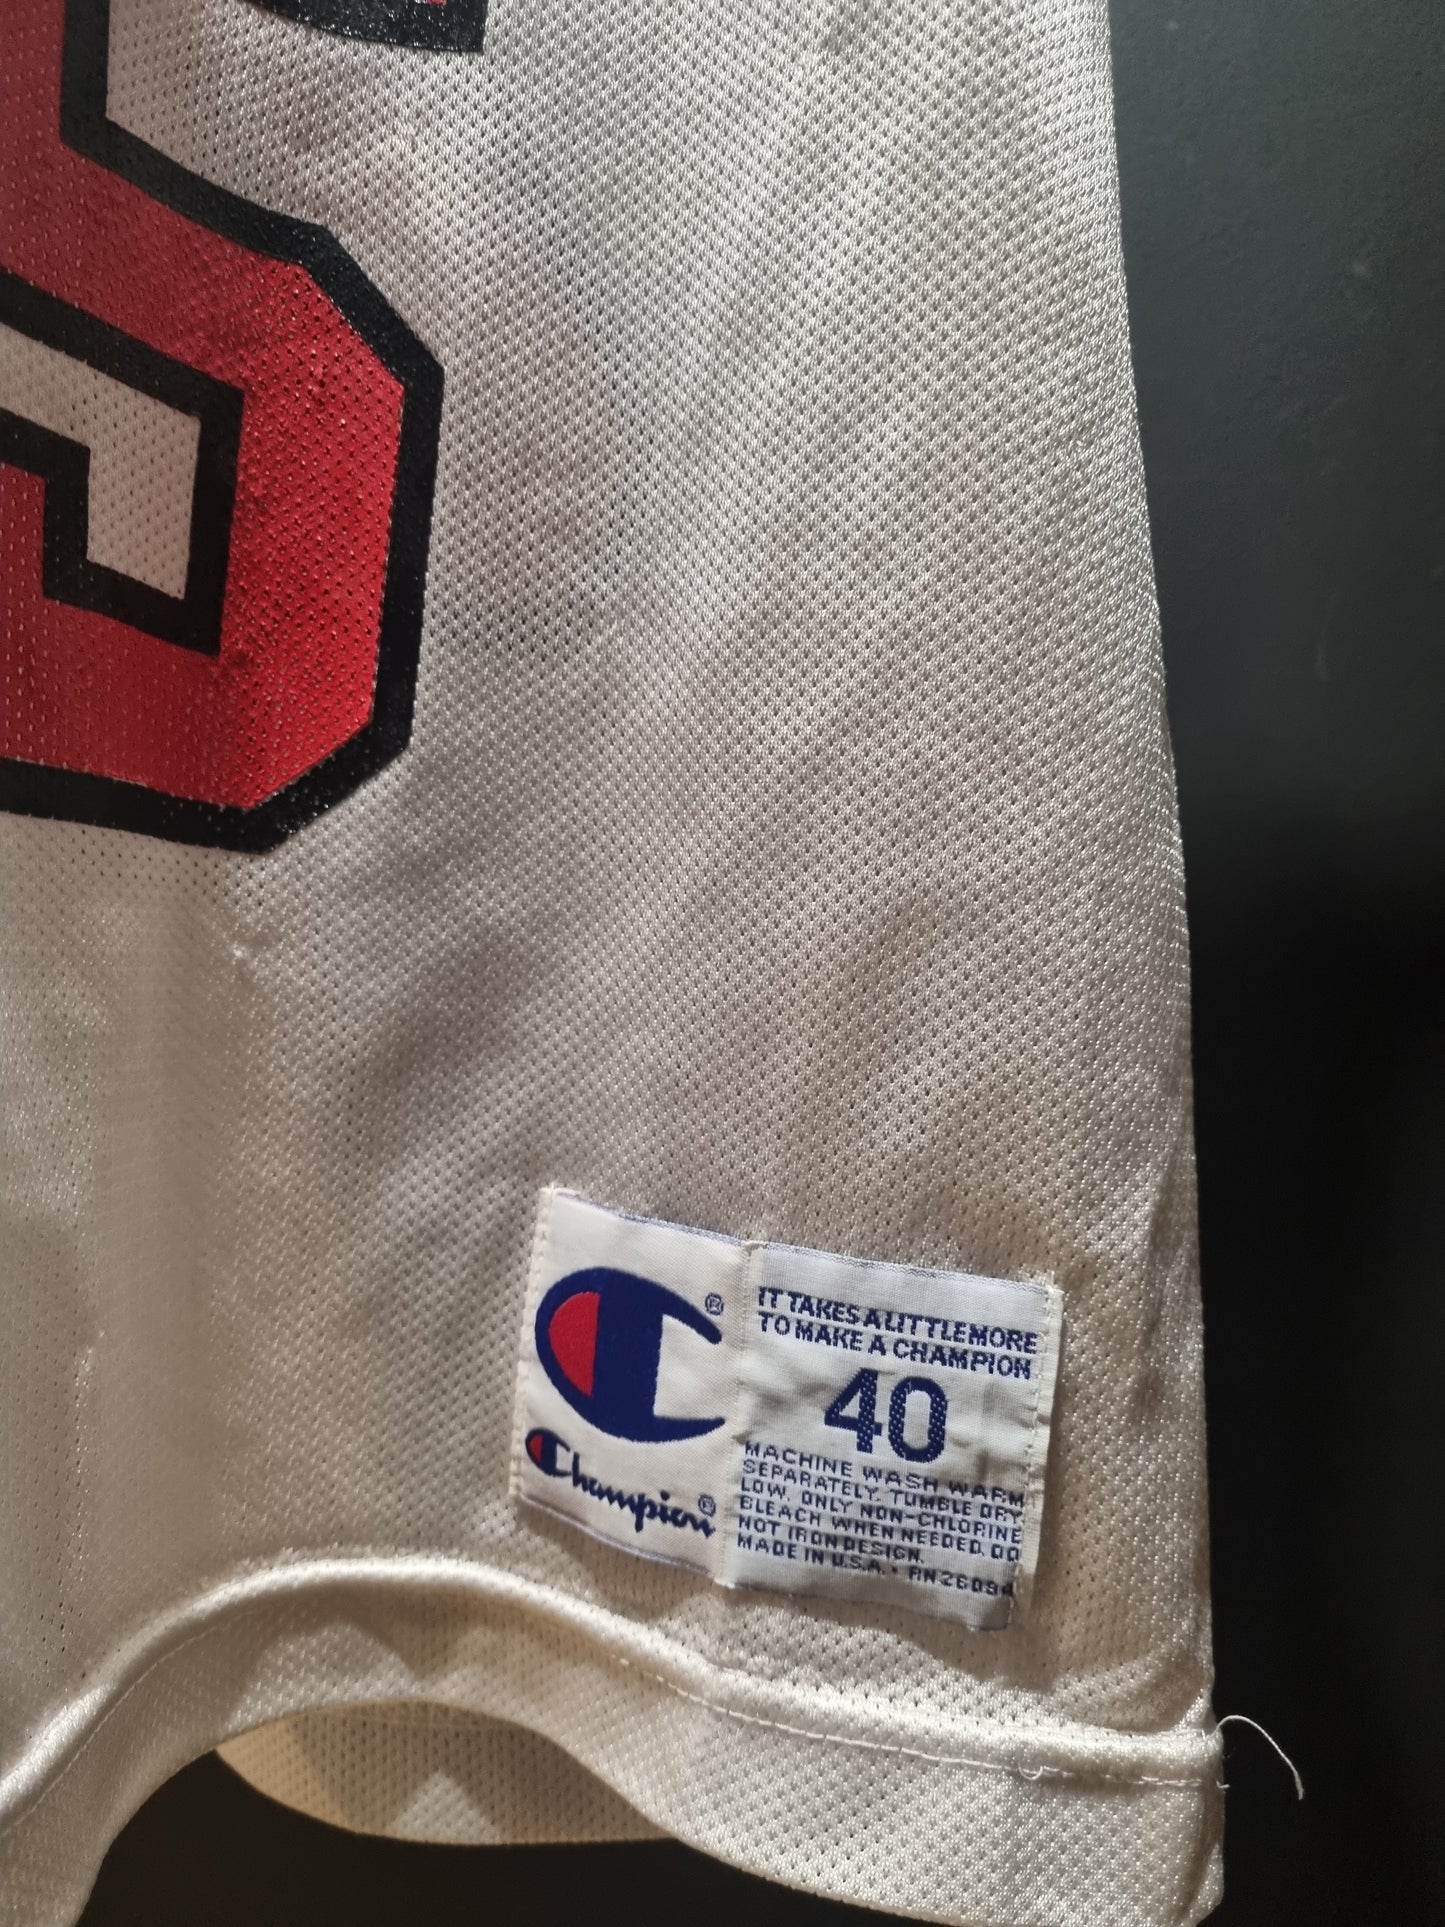 ®
Champion®
IT TAKES A LITTLE MORE
TO MAKE A CHAMPION
40
MACHINE WASH WARM
SEPARATELY. TUMBLE DRY
LOW. ONLY NON-CHLORINE
BLEACH WHEN NEEDED. DO
NOT IRON DESIGN.
MADE IN U.S.A. • RN26094